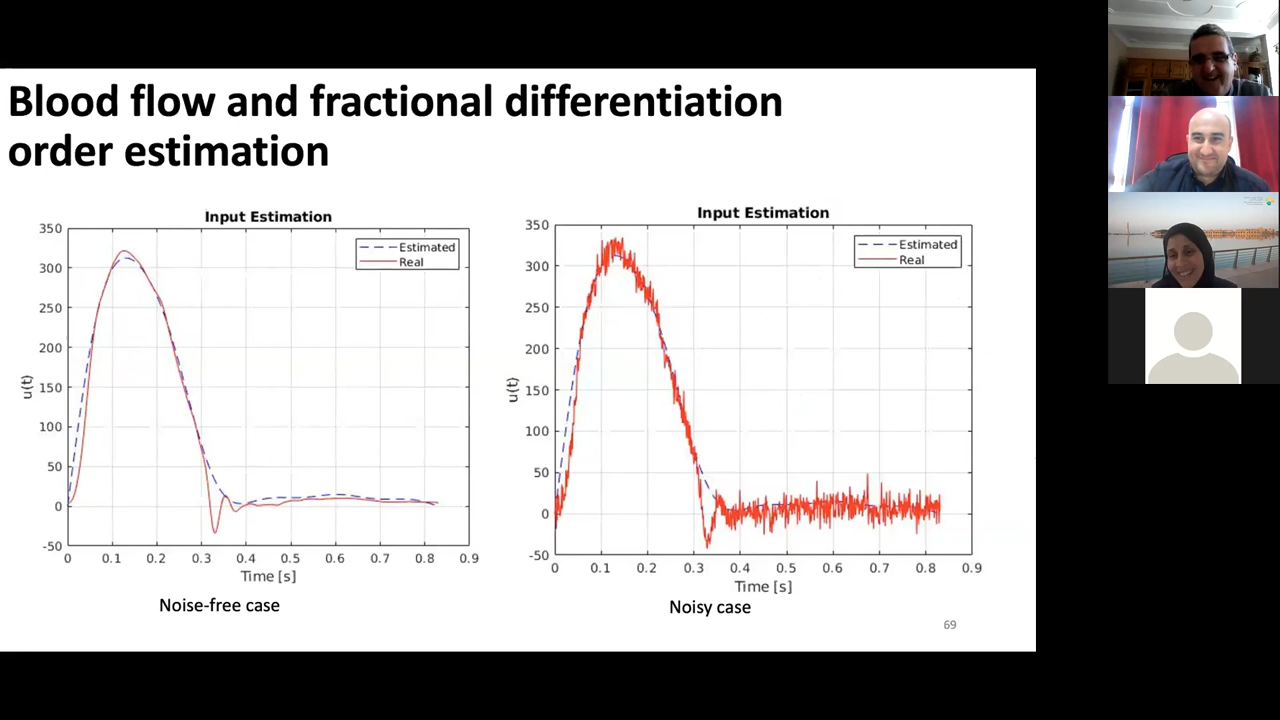 Blood flow and fractional differentiation
order estimation
Input Estimation
350
300
250
200
150
100
50
0
-50
u(t)
Estimated
Real
0 0.1 0.2 0.3 0.4 0.5 0.6 0.7 0.8 0.9
Time [s]
Noise-free case
Input Estimation
350
300
250
200
150
100
50
0
-50
u(t)
Estimated
Real
0 0.1 0.2 0.3 0.4 0.5 0.6 0.7 0.8 0.9
Time [s]
Noisy case
69